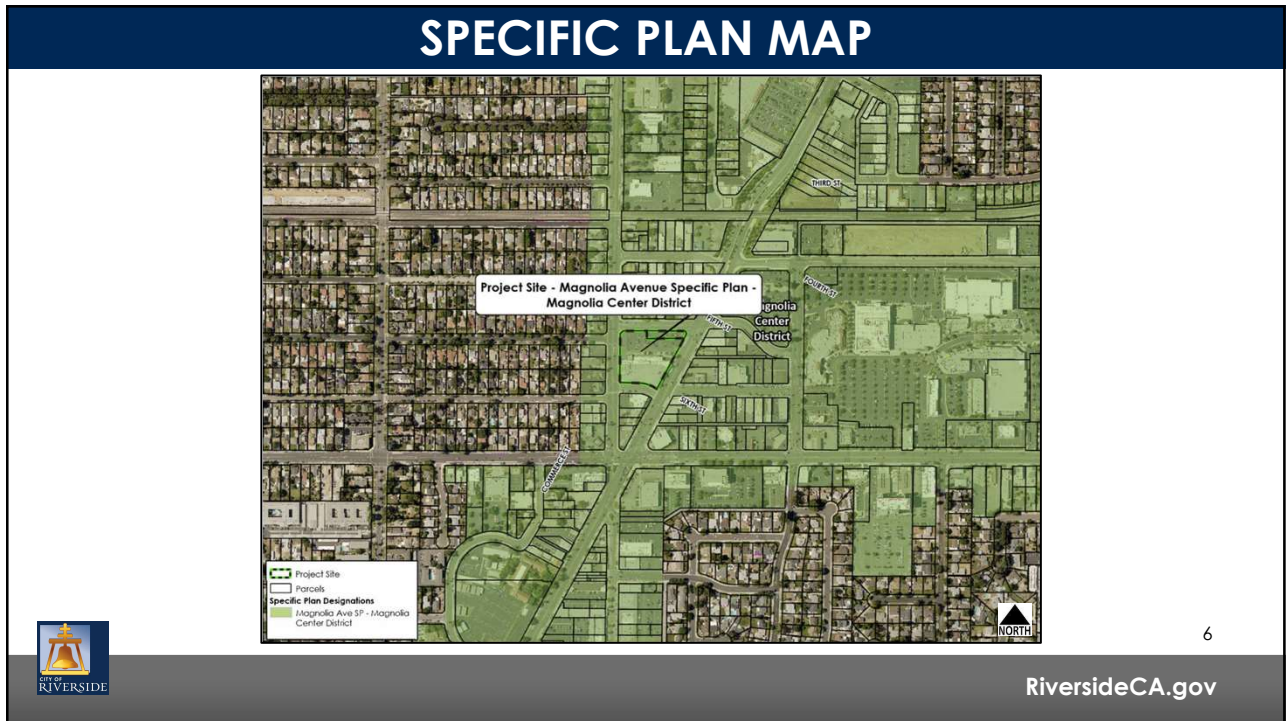 SPECIFIC PLAN MAP
THIRD ST
FOURTH ST
Project Site - Magnolia Avenue Specific Plan -
Magnolia Center District
agnolia
Center
District
FIFTH ST
SIXTH ST
COMMERCE ST
Project Site
Parcels
Specific Plan Designations
Magnolia Ave SP - Magnolia
Center District
NORTH
6
CITY OF
RIVERSIDE
RiversideCA.gov